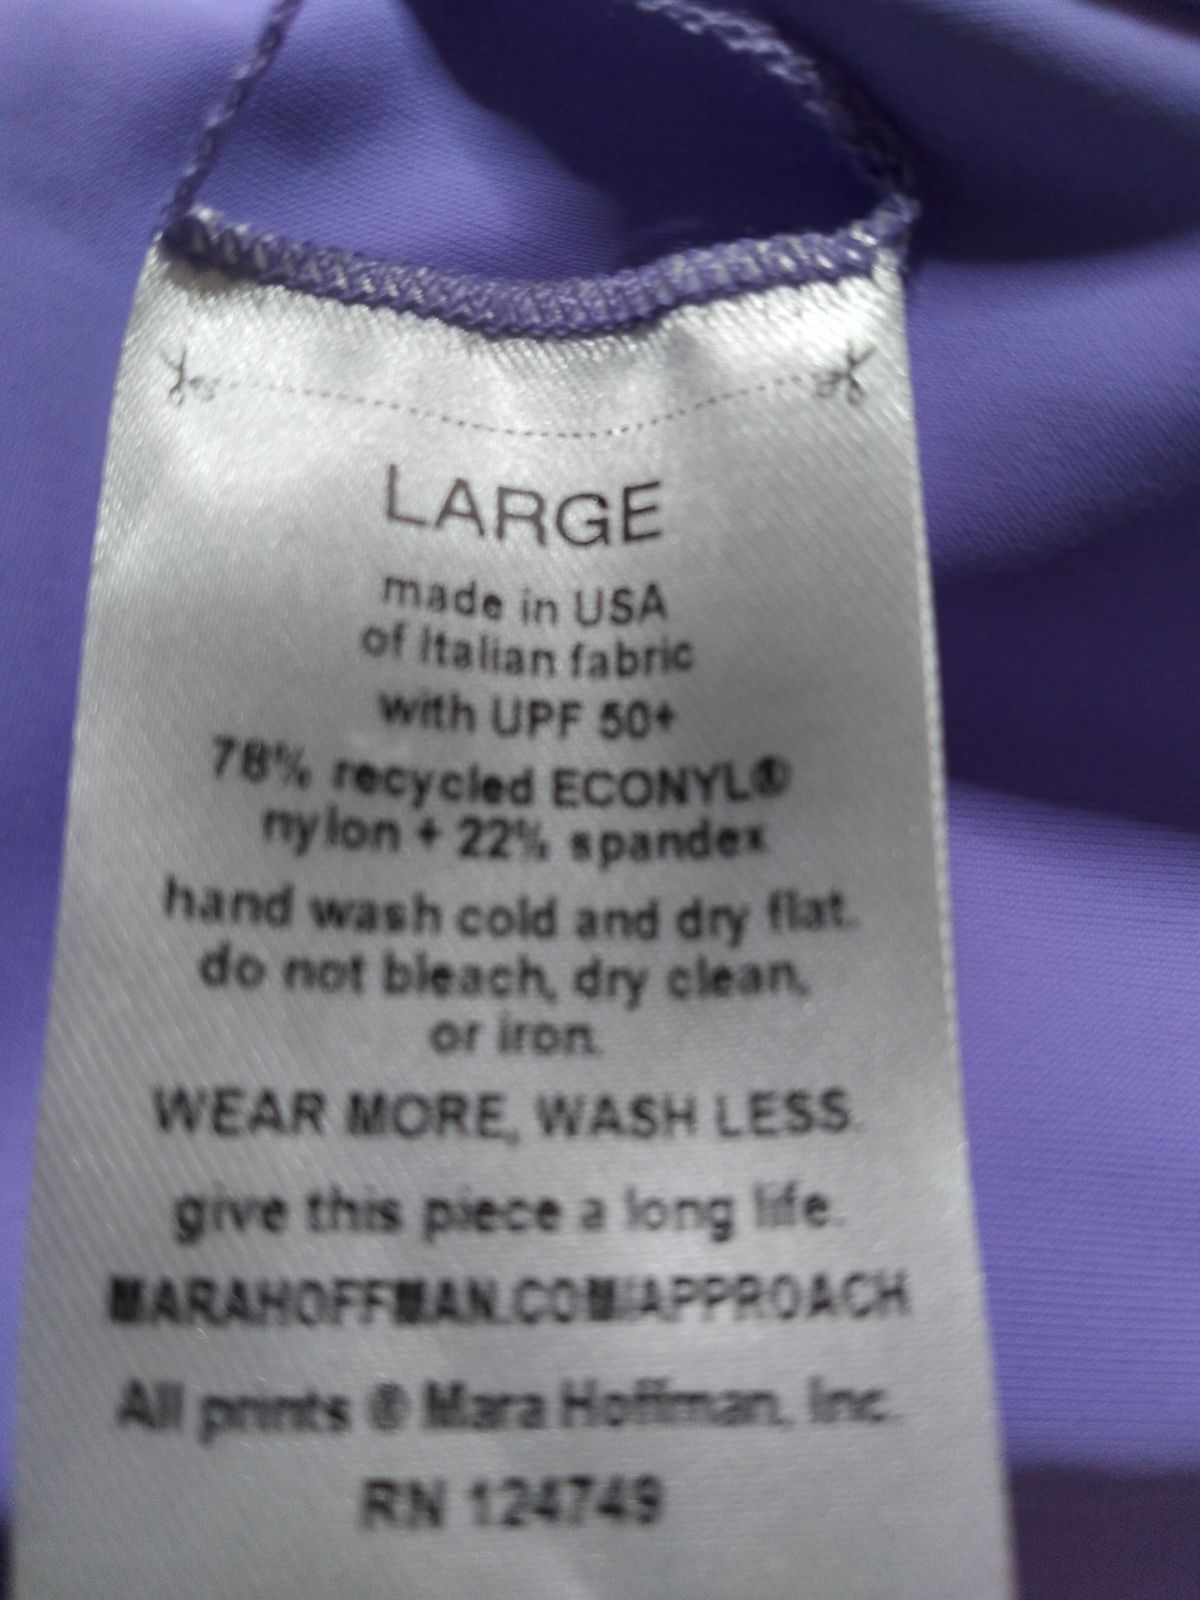 LARGE
made in USA
of Italian fabric
with UPF 50+
78% recycled ECONYL®
nylon + 22% spandex
hand wash cold and dry flat.
do not bleach, dry clean,
or iron.
WEAR MORE, WASH LESS.
give this piece a long life.
MARAHOFFMAN.COM/APPROACH
All prints © Mara Hoffman, Inc.
RN 124749